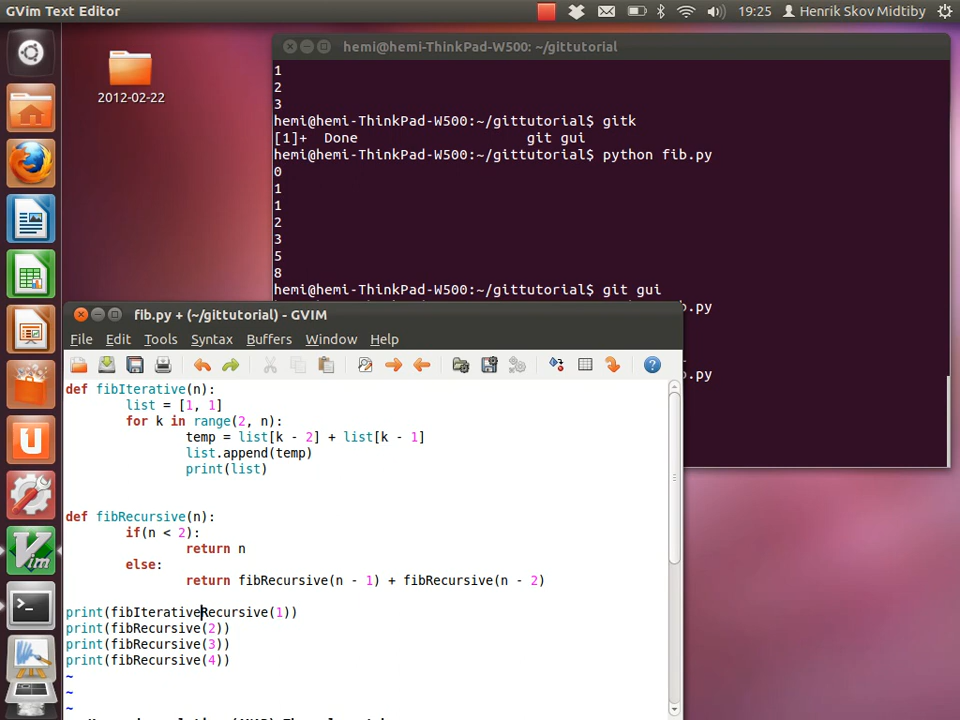 GVim Text Editor
19:25
Henrik Skov Midtiby
2012-02-22
hemi@hemi-ThinkPad-W500: ~/gittutorial
1
2
3
hemi@hemi-ThinkPad-W500:~/gittutorial$ gitk
[1]+  Done                    git gui
hemi@hemi-ThinkPad-W500:~/gittutorial$ python fib.py
0
1
1
2
3
5
8
hemi@hemi-ThinkPad-W500:~/gittutorial$ git gui
b.py
b.py
fib.py + (~/gittutorial) - GVIM
File Edit Tools Syntax Buffers Window Help
def fibIterative(n):
        list = [1, 1]
        for k in range(2, n):
                temp = list[k - 2] + list[k - 1]
                list.append(temp)
                print(list)
def fibRecursive(n):
        if(n < 2):
                return n
        else:
                return fibRecursive(n - 1) + fibRecursive(n - 2)
print(fibIterativeRecursive(1))
print(fibRecursive(2))
print(fibRecursive(3))
print(fibRecursive(4))
~
~
~